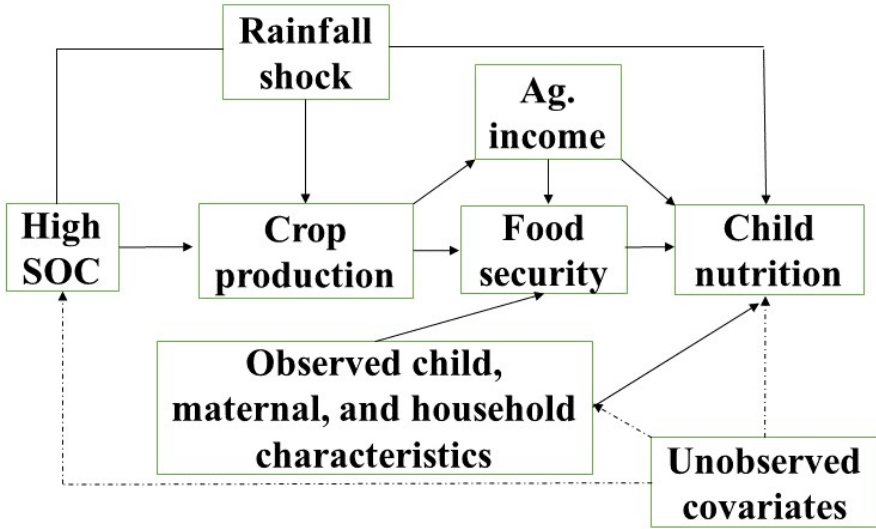 Rainfall
shock
Ag.
income
High
SOC
Crop
production
Food
security
Child
nutrition
Observed child,
maternal, and household
characteristics
Unobserved
covariates